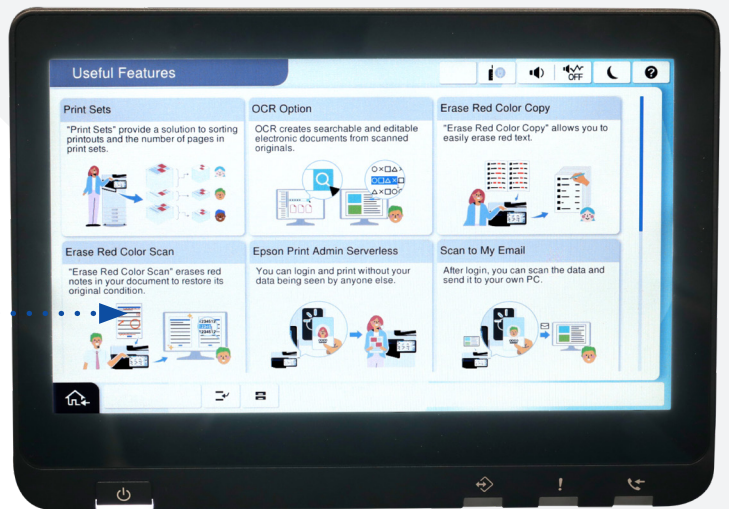 Useful Features
OFF
?
Print Sets
"Print Sets" provide a solution to sorting
printouts and the number of pages in
print sets.
OCR Option
OCR creates searchable and editable
electronic documents from scanned
originals.
Erase Red Color Copy
"Erase Red Color Copy" allows you to
easily erase red text.
Erase Red Color Scan
"Erase Red Color Scan" erases red
notes in your document to restore its
original condition.
Epson Print Admin Serverless
You can login and print without your
data being seen by anyone else.
Scan to My Email
After login, you can scan the data and
send it to your own PC.